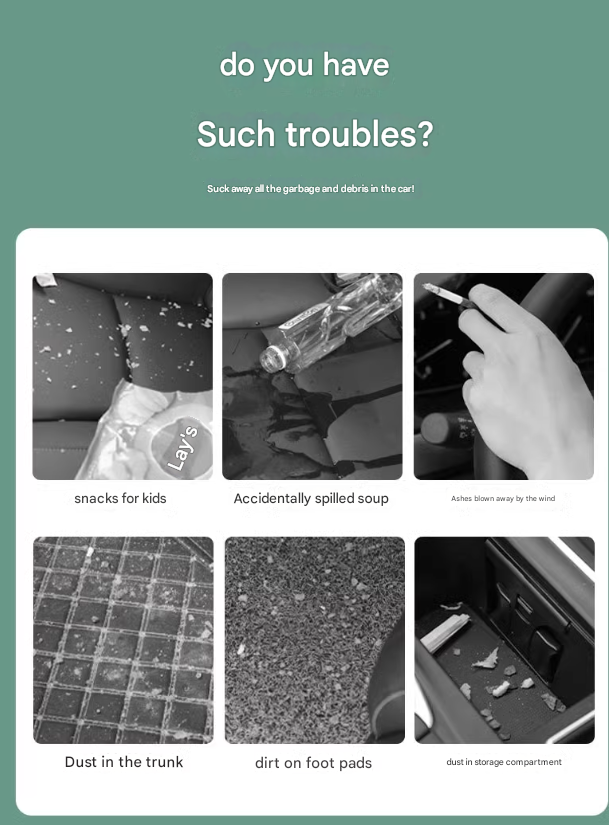 do you have
Such troubles?
Suck away all the garbage and debris in the car!
Lay's
snacks for kids
Accidentally spilled soup
Ashes blown away by the wind
Dust in the trunk
dirt on foot pads
dust in storage compartment